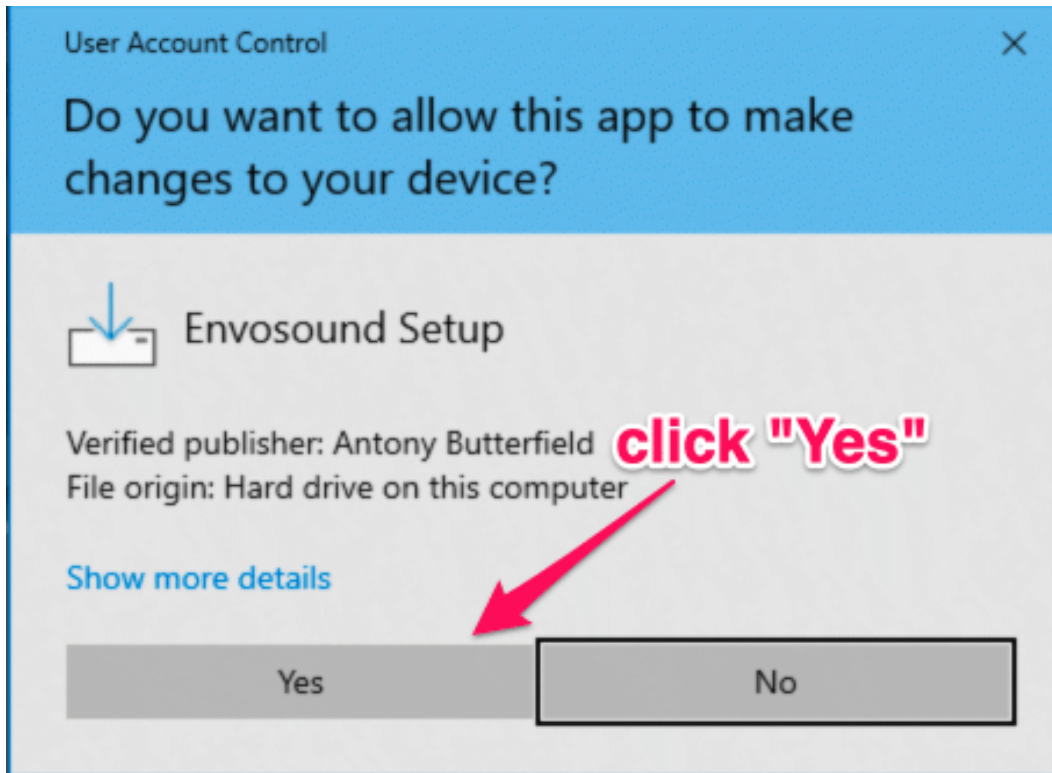 User Account Control
Do you want to allow this app to make
changes to your device?
Envosound Setup
Verified publisher: Antony Butterfield
click "Yes"
File origin: Hard drive on this computer
Show more details
Yes
No